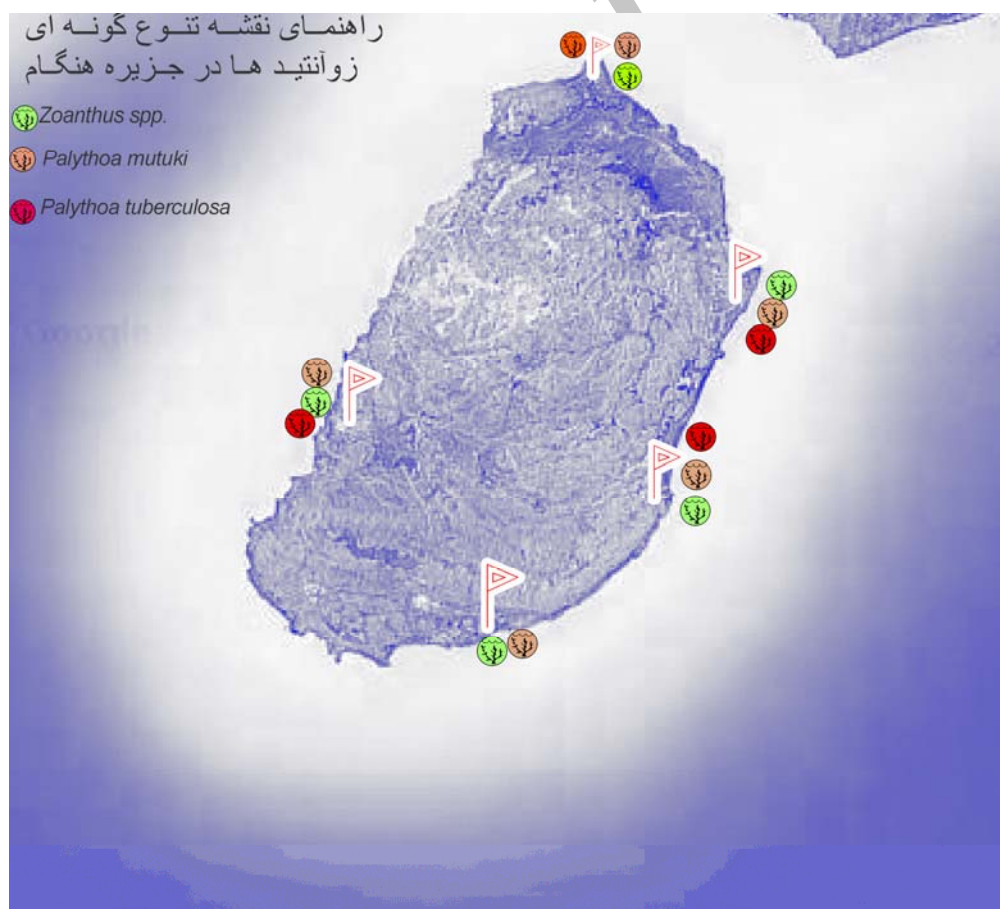 راهنمای نقشه تنوع گونه ای
زوآنتید ها در جزیره هنگام
Zoanthus spp.
Palythoa mutuki
Palythoa tuberculosa